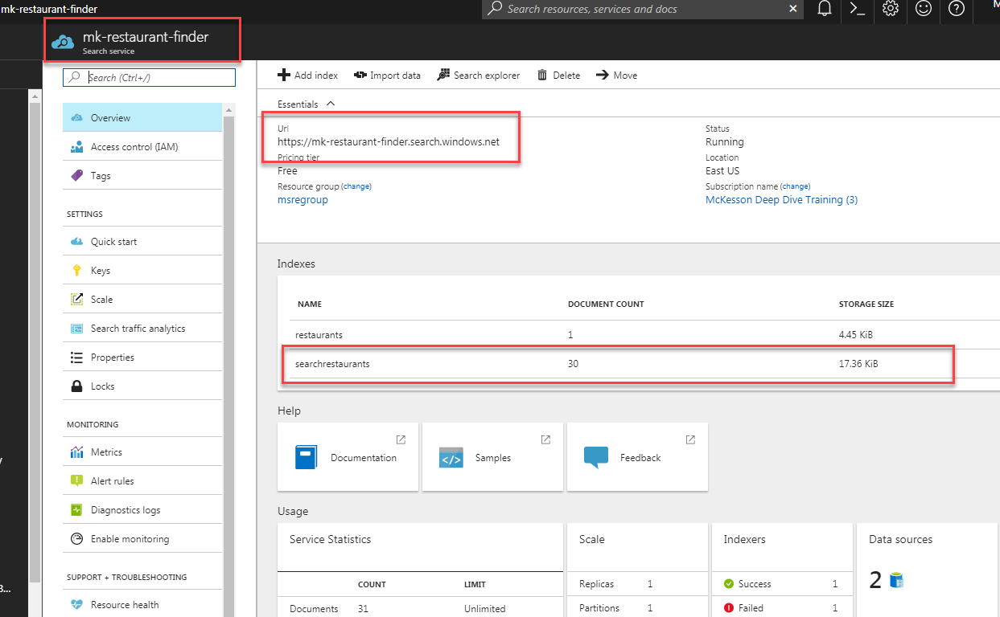 mk-restaurant-finder
Search resources, services and docs
mk-restaurant-finder
Search service
Search (Ctrl+/)
Overview
Access control (IAM)
Tags
SETTINGS
Quick start
Keys
Scale
Search traffic analytics
Properties
Locks
MONITORING
Metrics
Alert rules
Diagnostics logs
Enable monitoring
SUPPORT + TROUBLESHOOTING
Resource health
Add index Import data Search explorer Delete Move
Essentials
Url
https://mk-restaurant-finder.search.windows.net
Pricing tier
Free
Resource group (change)
msregroup
Status
Running
Location
East US
Subscription name (change)
McKesson Deep Dive Training (3)
Indexes
NAME DOCUMENT COUNT STORAGE SIZE
restaurants 1 4.45 KiB
searchrestaurants 30 17.36 KiB
Help
Documentation Samples Feedback
Usage
Service Statistics
COUNT LIMIT
Documents 31 Unlimited
Scale
Replicas 1
Partitions 1
Indexers
Success 1
Failed 1
Data sources
2